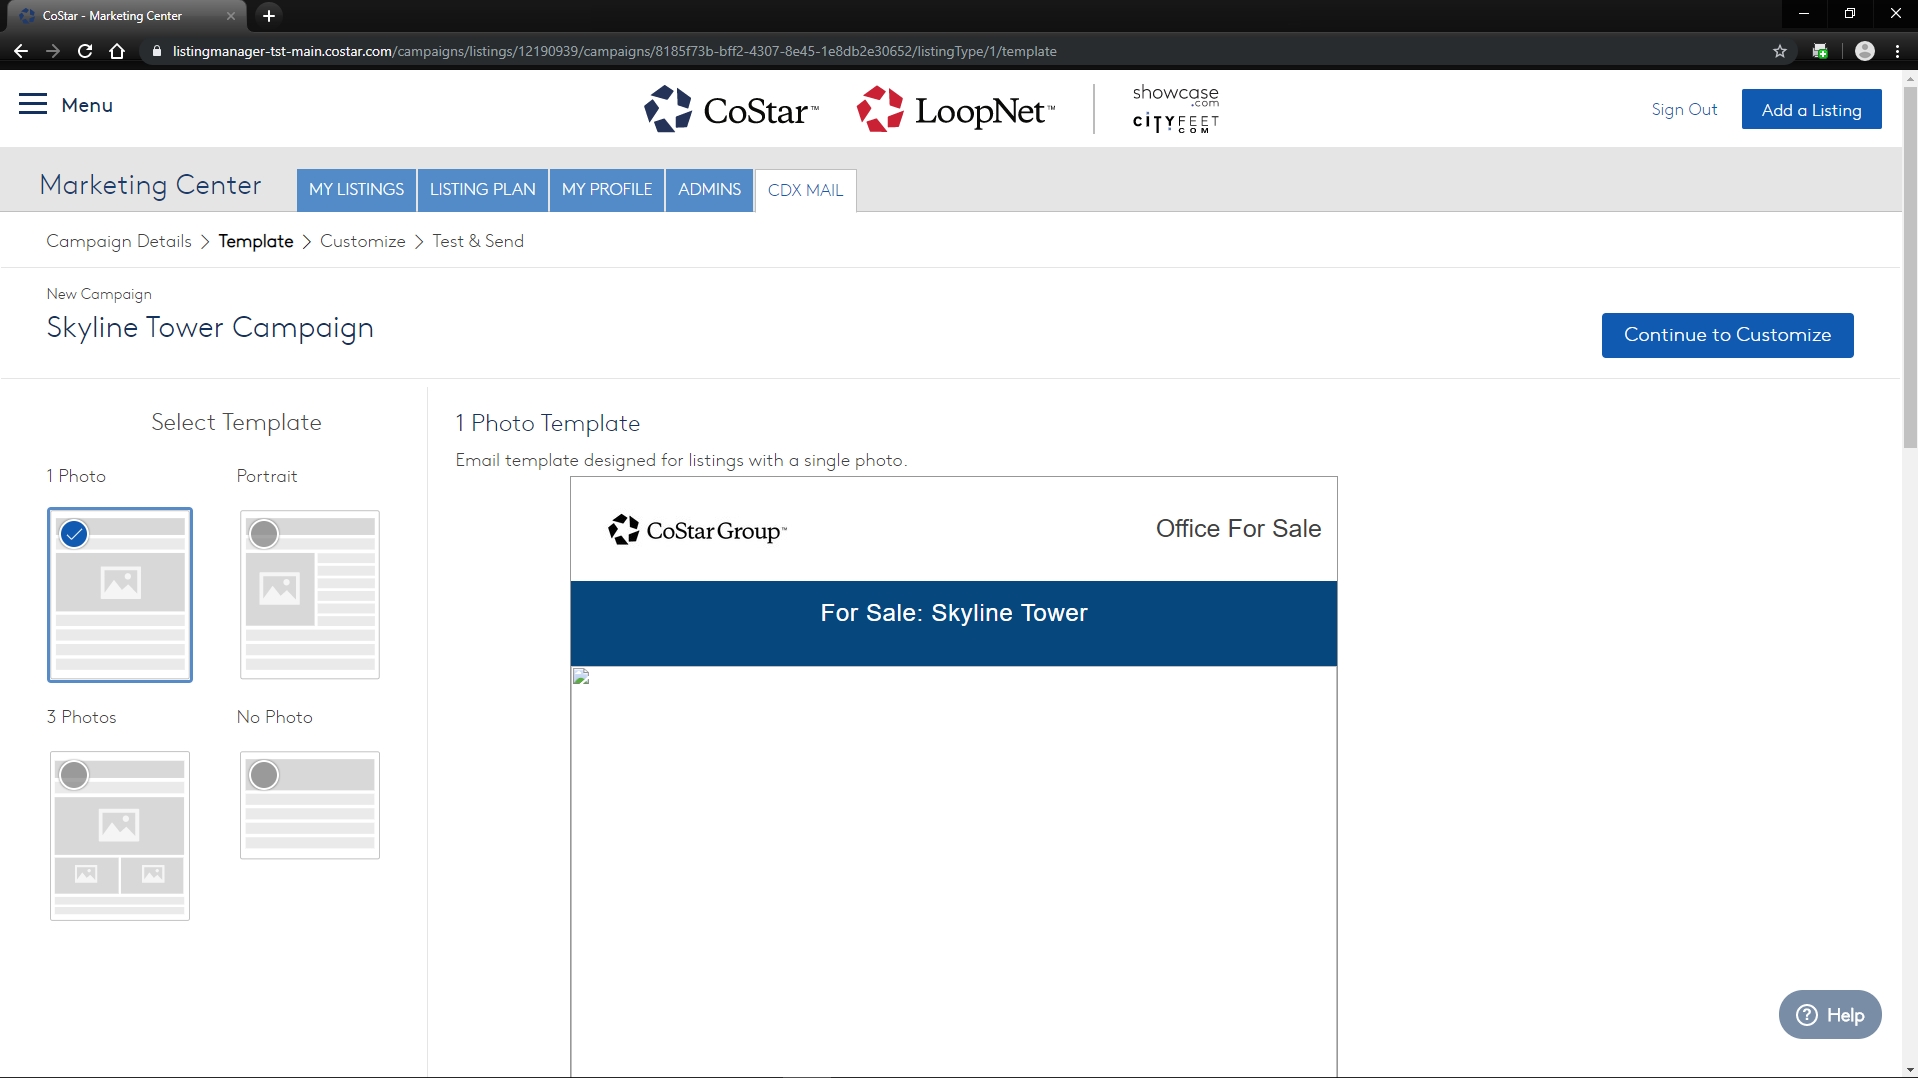 CoStar - Marketing Center
listingmanager-tst-main.costar.com/campaigns/listings/12190939/campaigns/8185f73b-bff2-4307-8e45-1e8db2e30652/listingType/1/template
Menu
CoStar™
LoopNet™
showcase
.com
CITYFEET
COM
Sign Out
Add a Listing
Marketing Center
MY LISTINGS
LISTING PLAN
MY PROFILE
ADMINS
CDX MAIL
Campaign Details > Template > Customize > Test & Send
New Campaign
Skyline Tower Campaign
Continue to Customize
Select Template
1 Photo
Portrait
3 Photos
No Photo
1 Photo Template
Email template designed for listings with a single photo.
CoStar Group™
Office For Sale
For Sale: Skyline Tower
? Help